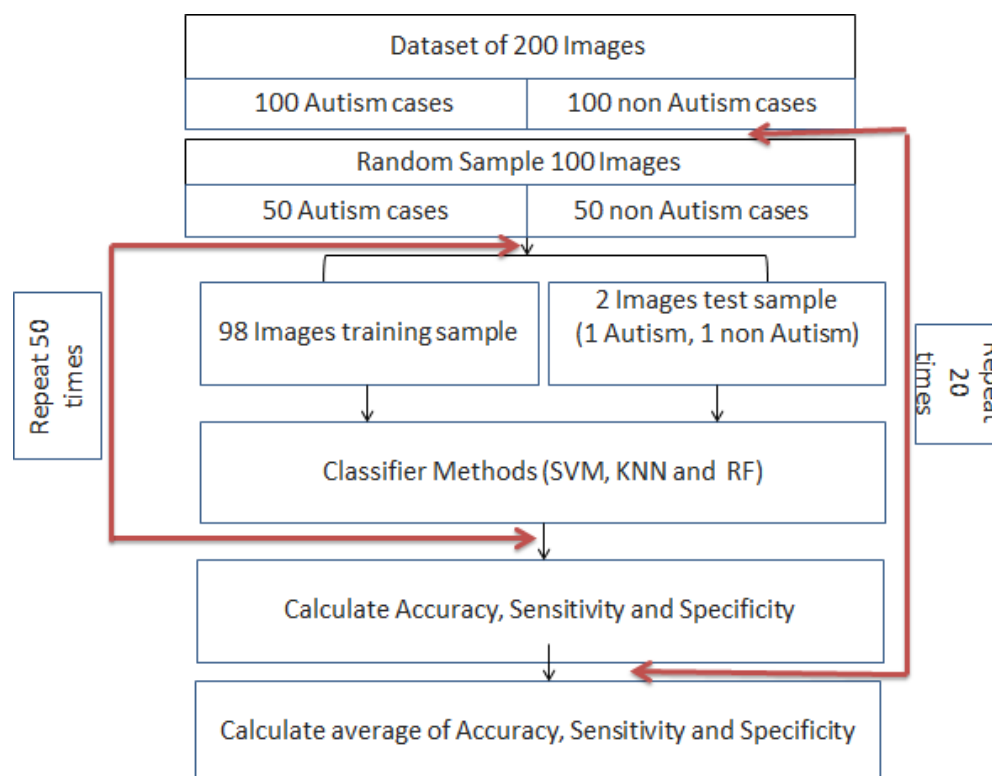 Dataset of 200 Images
100 Autism cases
100 non Autism cases
Random Sample 100 Images
50 Autism cases
50 non Autism cases
Repeat 50
times
98 Images training sample
2 Images test sample
(1 Autism, 1 non Autism)
Repeat
20
times
Classifier Methods (SVM, KNN and RF)
Calculate Accuracy, Sensitivity and Specificity
Calculate average of Accuracy, Sensitivity and Specificity